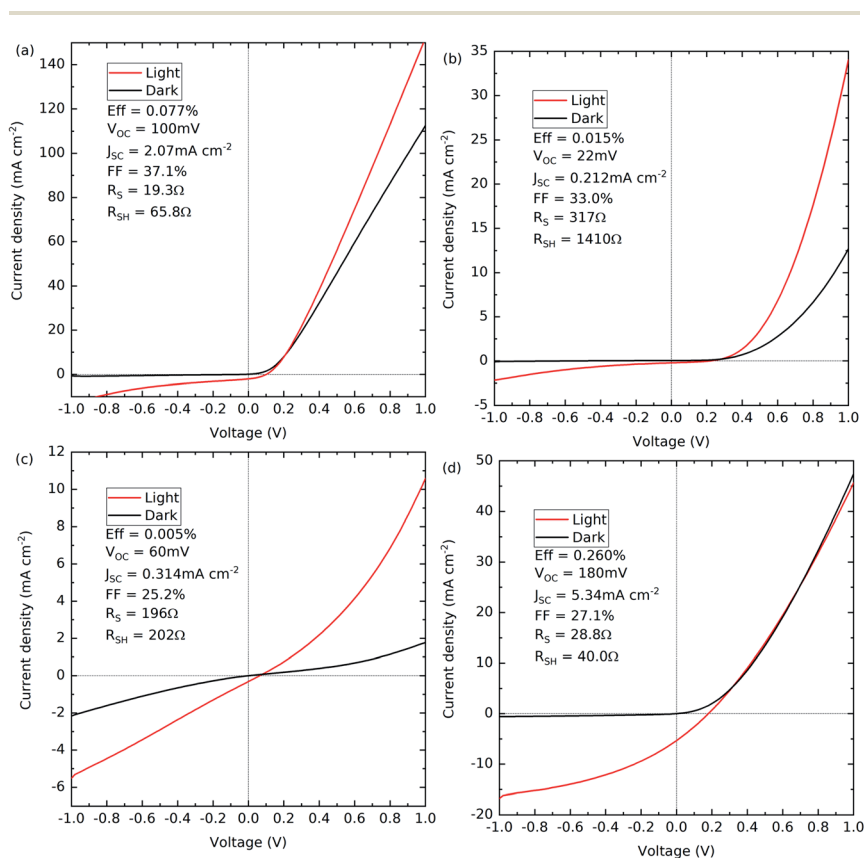 (a)
Light
Dark
Eff = 0.077%
V_OC = 100mV
J_SC = 2.07mA cm⁻²
FF = 37.1%
R_S = 19.3Ω
R_SH = 65.8Ω
Current density (mA cm⁻²)
140
120
100
80
60
40
20
0
-1.0 -0.8 -0.6 -0.4 -0.2 0.0 0.2 0.4 0.6 0.8 1.0
Voltage (V)
(b)
Light
Dark
Eff = 0.015%
V_OC = 22mV
J_SC = 0.212mA cm⁻²
FF = 33.0%
R_S = 317Ω
R_SH = 1410Ω
Current density (mA cm⁻²)
35
30
25
20
15
10
5
0
5
-1.0 -0.8 -0.6 -0.4 -0.2 0.0 0.2 0.4 0.6 0.8 1.0
Voltage (V)
(c)
Light
Dark
Eff = 0.005%
V_OC = 60mV
J_SC = 0.314mA cm⁻²
FF = 25.2%
R_S = 196Ω
R_SH = 202Ω
Current density (mA cm⁻²)
12
10
8
6
4
2
0
-2
-4
-6
-1.0 -0.8 -0.6 -0.4 -0.2 0.0 0.2 0.4 0.6 0.8 1.0
Voltage (V)
(d)
Light
Dark
Eff = 0.260%
V_OC = 180mV
J_SC = 5.34mA cm⁻²
FF = 27.1%
R_S = 28.8Ω
R_SH = 40.0Ω
Current density (mA cm⁻²)
50
40
30
20
10
0
-10
-20
-1.0 -0.8 -0.6 -0.4 -0.2 0.0 0.2 0.4 0.6 0.8 1.0
Voltage (V)